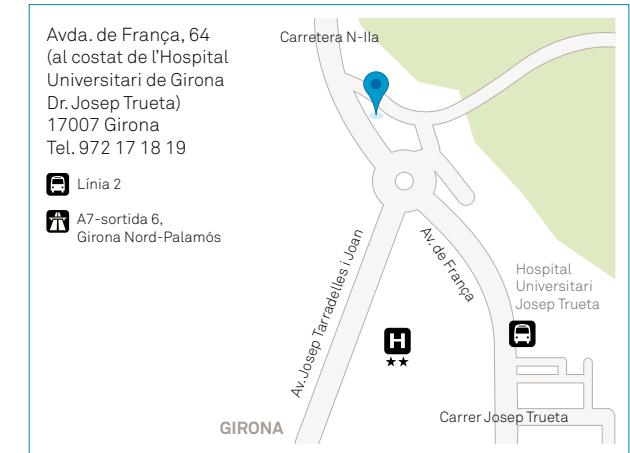 Avda. de França, 64
(al costat de l'Hospital
Universitari de Girona
Dr. Josep Trueta)
17007 Girona
Tel. 972 17 18 19
Línia 2
A7-sortida 6,
Girona Nord-Palamós
Carretera N-IIa
Av. Josep Tarradelles i Joan
Av. de França
Hospital
Universitari
Josep Trueta
H
Carrer Josep Trueta
GIRONA